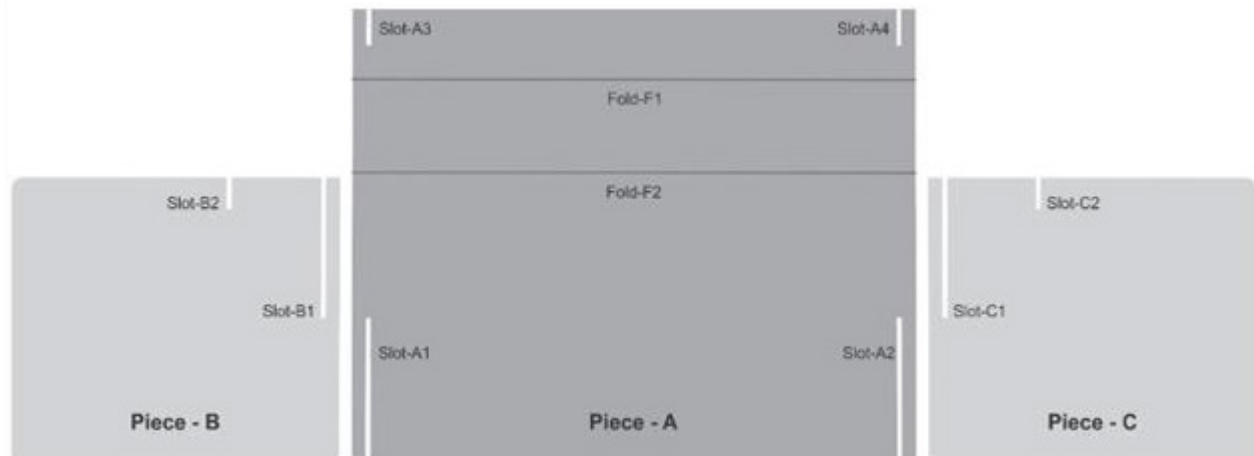 Slot-A3
Slot-A4
Fold-F1
Fold-F2
Slot-B2
Slot-C2
Slot-B1
Slot-C1
Slot-A1
Slot-A2
Piece - B
Piece - A
Piece - C